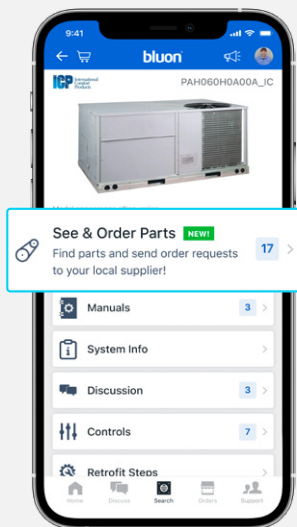 9:41
bluon
ICP International Comfort Products
PAH060H0A00A_IC
See & Order Parts NEW!
Find parts and send order requests 17
to your local supplier!
Manuals 3
System Info
Discussion 3
Controls 7
Retrofit Steps
Home Discuss Search Orders Support